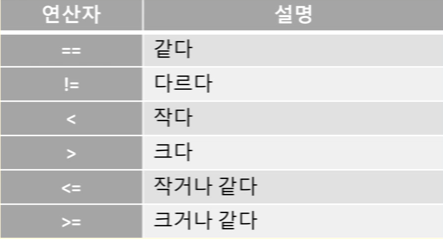 연산자 설명
== 같다
!= 다르다
< 작다
> 크다
<= 작거나 같다
>= 크거나 같다